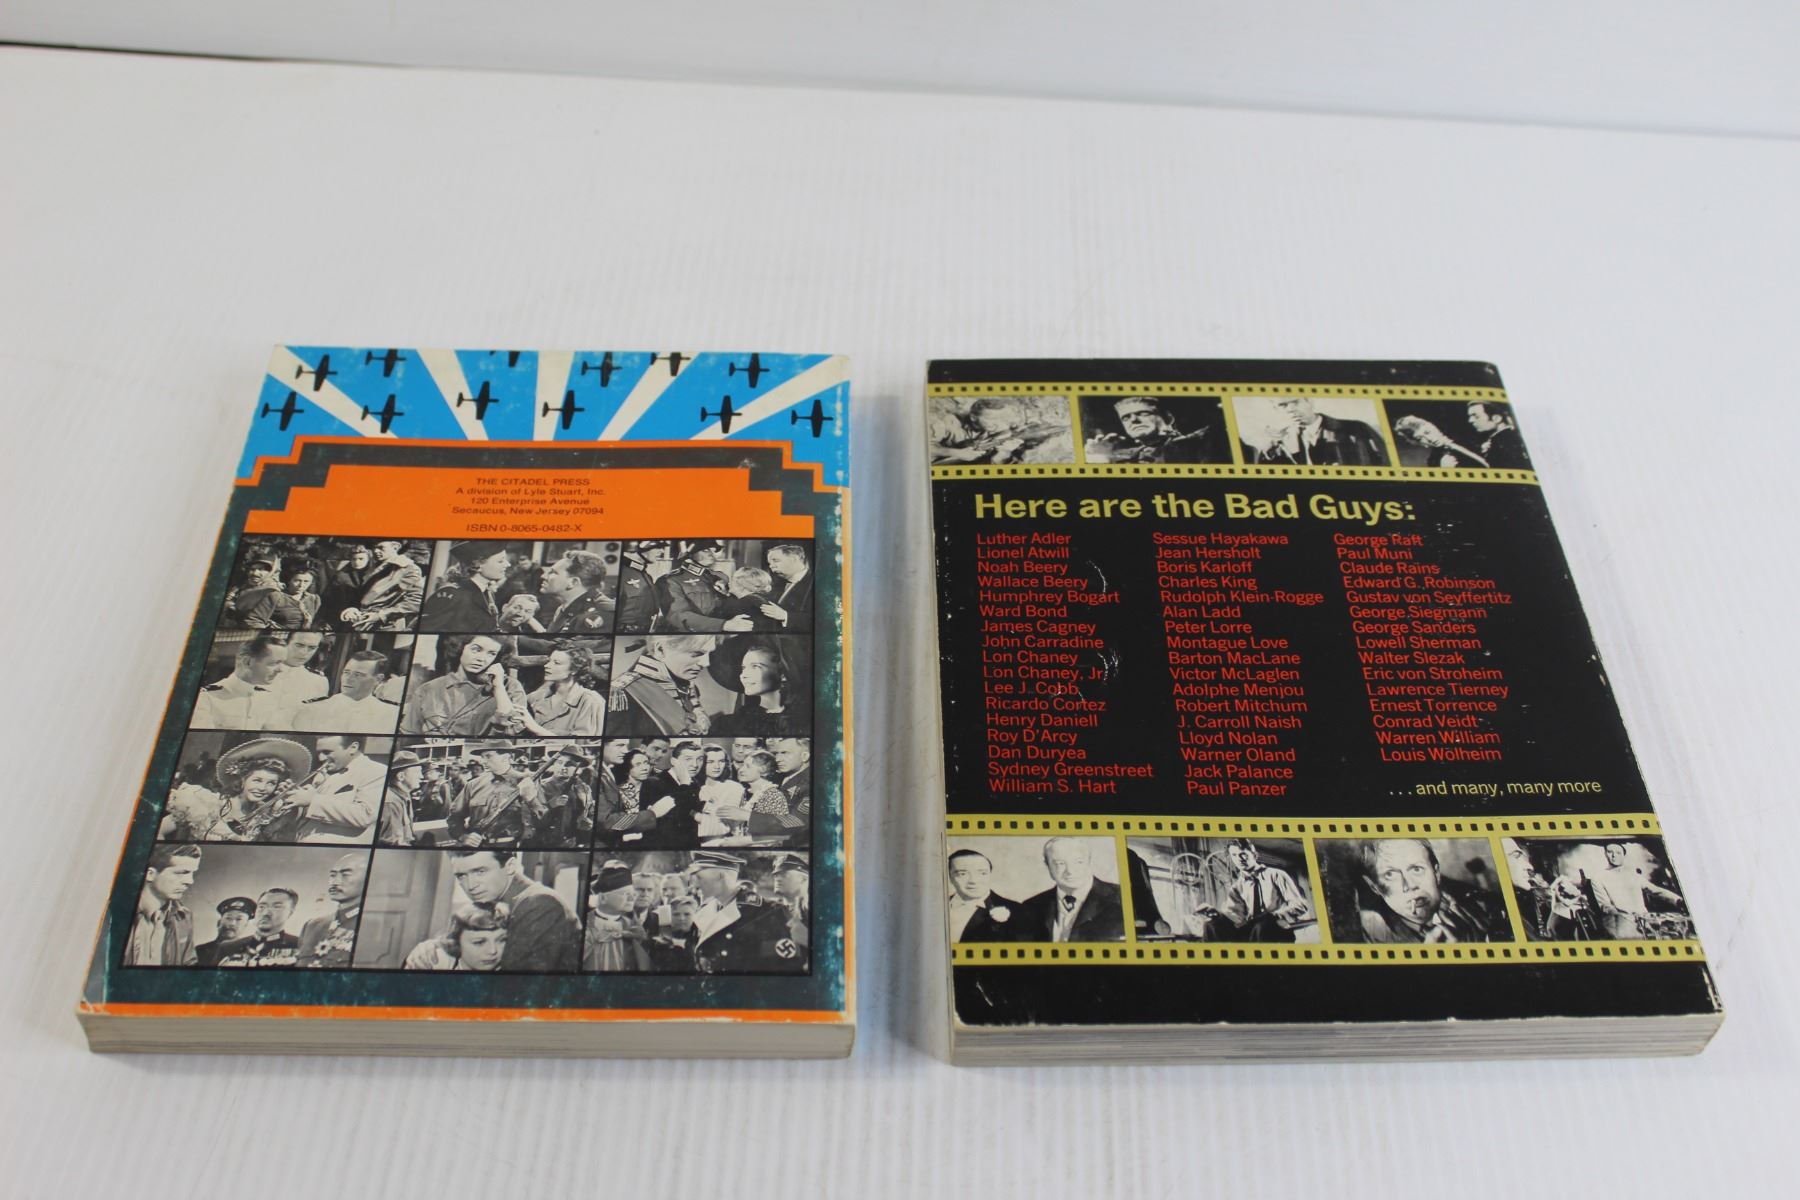 THE CITADEL PRESS
A division of Lyle Stuart, Inc.
120 Enterprise Avenue
Secaucus, New Jersey 07094
ISBN 0-8065-0482-X
Here are the Bad Guys:
Luther Adler
Lionel Atwill
Noah Beery
Wallace Beery
Humphrey Bogart
Ward Bond
James Cagney
John Carradine
Lon Chaney
Lon Chaney, Jr.
Lee J. Cobb
Ricardo Cortez
Henry Daniell
Roy D'Arcy
Dan Duryea
Sydney Greenstreet
William S. Hart
Sessue Hayakawa
Jean Hersholt
Boris Karloff
Charles King
Rudolph Klein-Rogge
Alan Ladd
Peter Lorre
Montague Love
Barton MacLane
Victor McLaglen
Adolphe Menjou
Robert Mitchum
J. Carroll Naish
Lloyd Nolan
Warner Oland
Jack Palance
Paul Panzer
George Raft
Paul Muni
Claude Rains
Edward G. Robinson
Gustav von Seyffertitz
George Siegmann
George Sanders
Lowell Sherman
Walter Slezak
Eric von Stroheim
Lawrence Tierney
Ernest Torrence
Conrad Veidt
Warren William
Louis Wolheim
...and many, many more